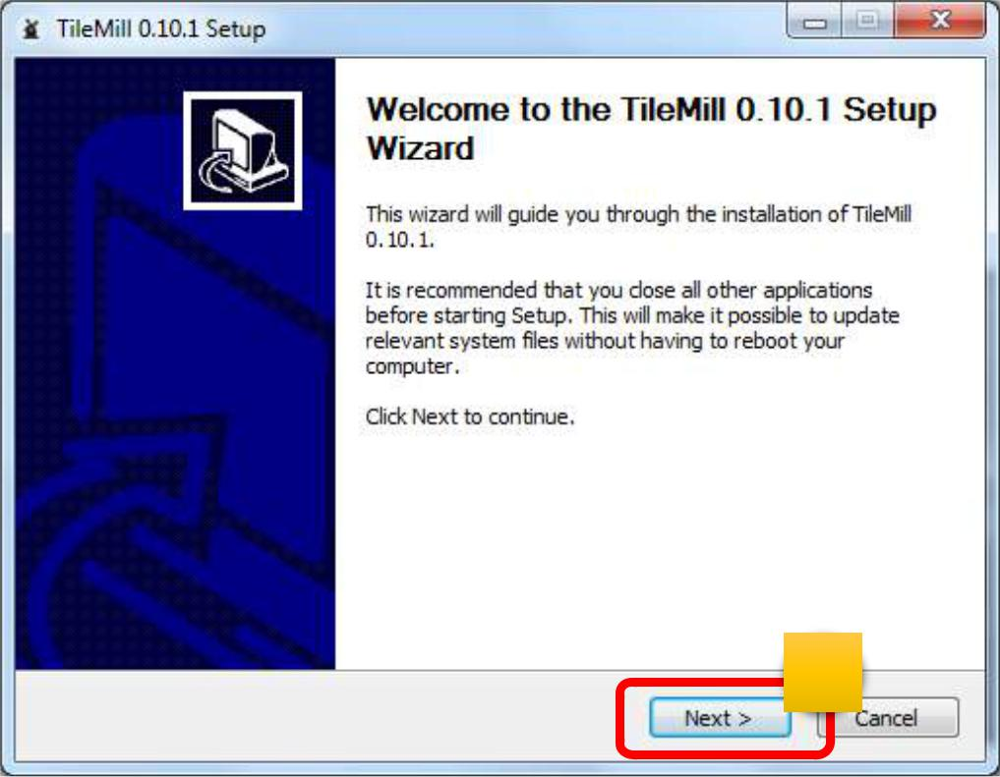 TileMill 0.10.1 Setup
Welcome to the TileMill 0.10.1 Setup
Wizard
This wizard will guide you through the installation of TileMill
0.10.1.
It is recommended that you close all other applications
before starting Setup. This will make it possible to update
relevant system files without having to reboot your
computer.
Click Next to continue.
Next >
Cancel